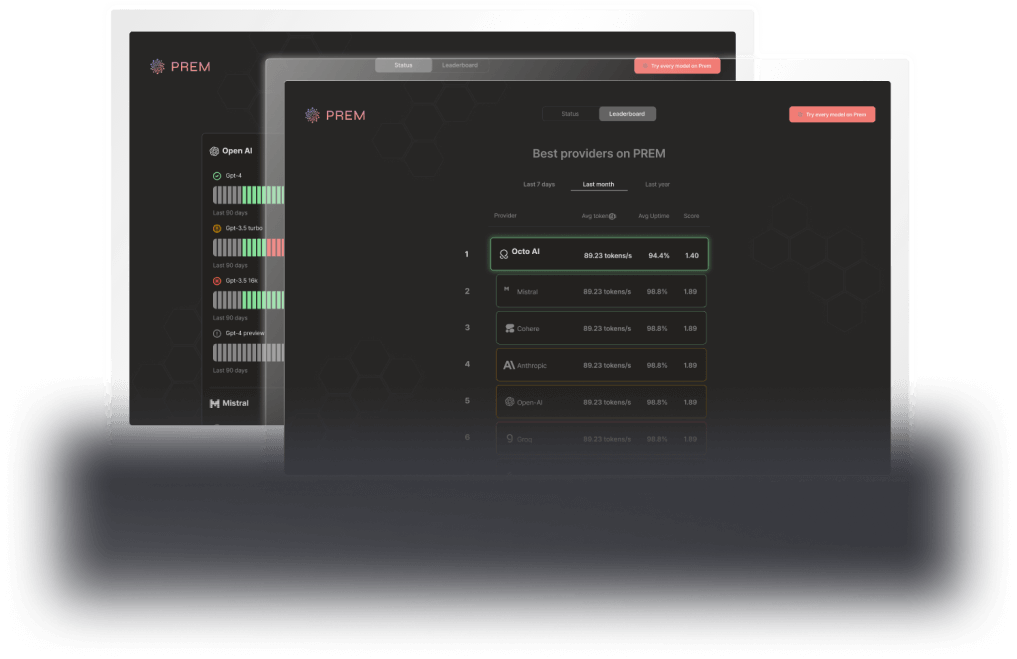 PREM
Status Leaderboard
Try every model on Prem
Open AI
Gpt-4
Last 90 days
Gpt-3.5 turbo
Last 90 days
Gpt-3.5 16k
Last 90 days
Gpt-4 preview
Last 90 days
Mistral
PREM
Status Leaderboard
Try every model on Prem
Best providers on PREM
Last 7 days Last month Last year
Provider Avg token Avg Uptime Score
1 Octo AI 89.23 tokens/s 94.4% 1.40
2 Mistral 89.23 tokens/s 98.8% 1.89
3 Cohere 89.23 tokens/s 98.8% 1.89
4 Anthropic 89.23 tokens/s 98.8% 1.89
5 Open-AI 89.23 tokens/s 98.8% 1.89
6 Groq 89.23 tokens/s 98.8% 1.89